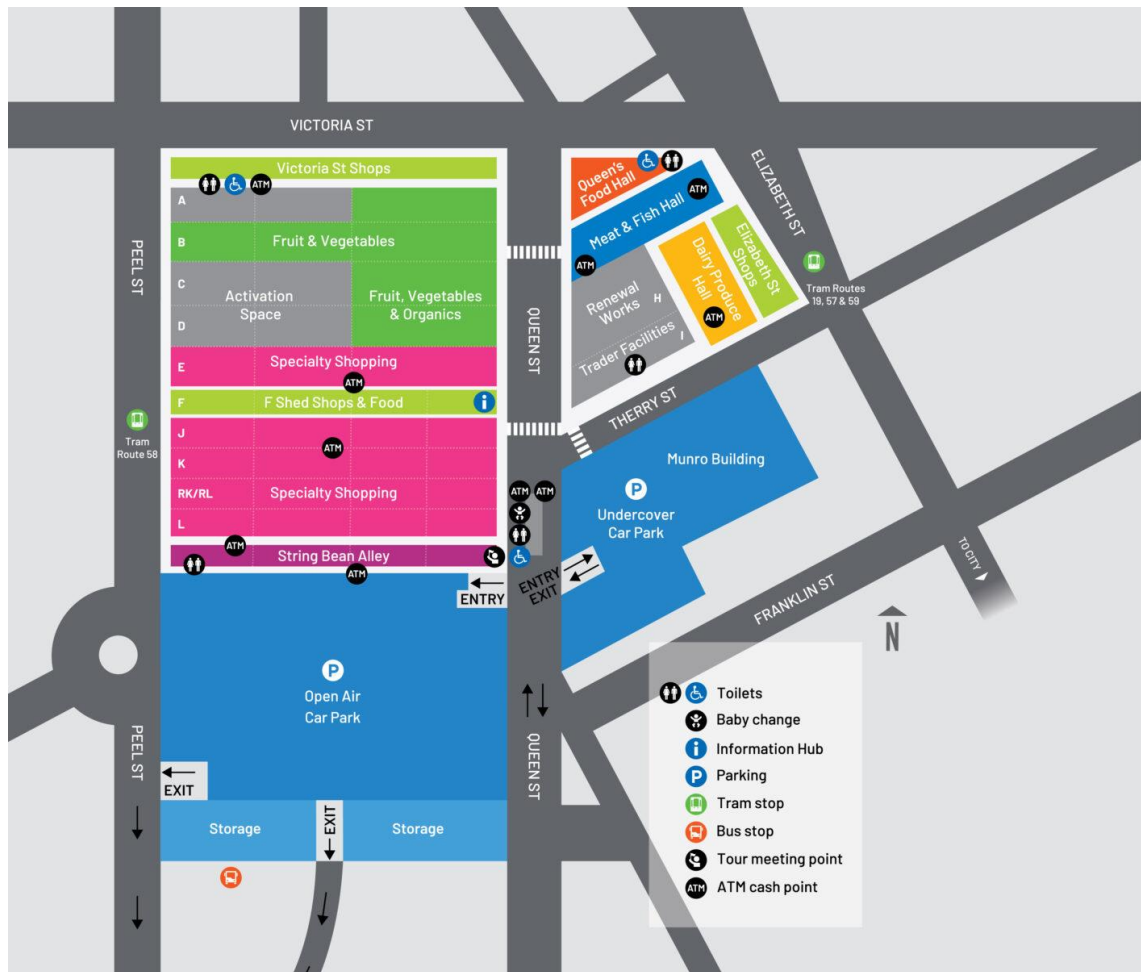 VICTORIA ST
Victoria St Shops
ATM
A
B
Fruit & Vegetables
C
D
Activation
Space
Fruit, Vegetables
& Organics
E
Specialty Shopping
ATM
F
F Shed Shops & Food
i
J
ATM
K
RK/RL
Specialty Shopping
L
ATM
String Bean Alley
ATM
PEEL ST
Tram
Route 58
QUEEN ST
Queen's
Food Hall
Meat & Fish Hall
ATM
ATM
Renewal
Works
H
Trader Facilities
I
Dairy Produce
Hall
ATM
Elizabeth St
Shops
ELIZABETH ST
Tram Routes
19, 57 & 59
THERRY ST
Munro Building
P
Undercover
Car Park
ATM
ATM
ENTRY
ENTRY
EXIT
FRANKLIN ST
TO CITY
N
P
Open Air
Car Park
PEEL ST
EXIT
QUEEN ST
Storage
EXIT
Storage
Toilets
Baby change
i
Information Hub
P
Parking
Tram stop
Bus stop
Tour meeting point
ATM
ATM cash point